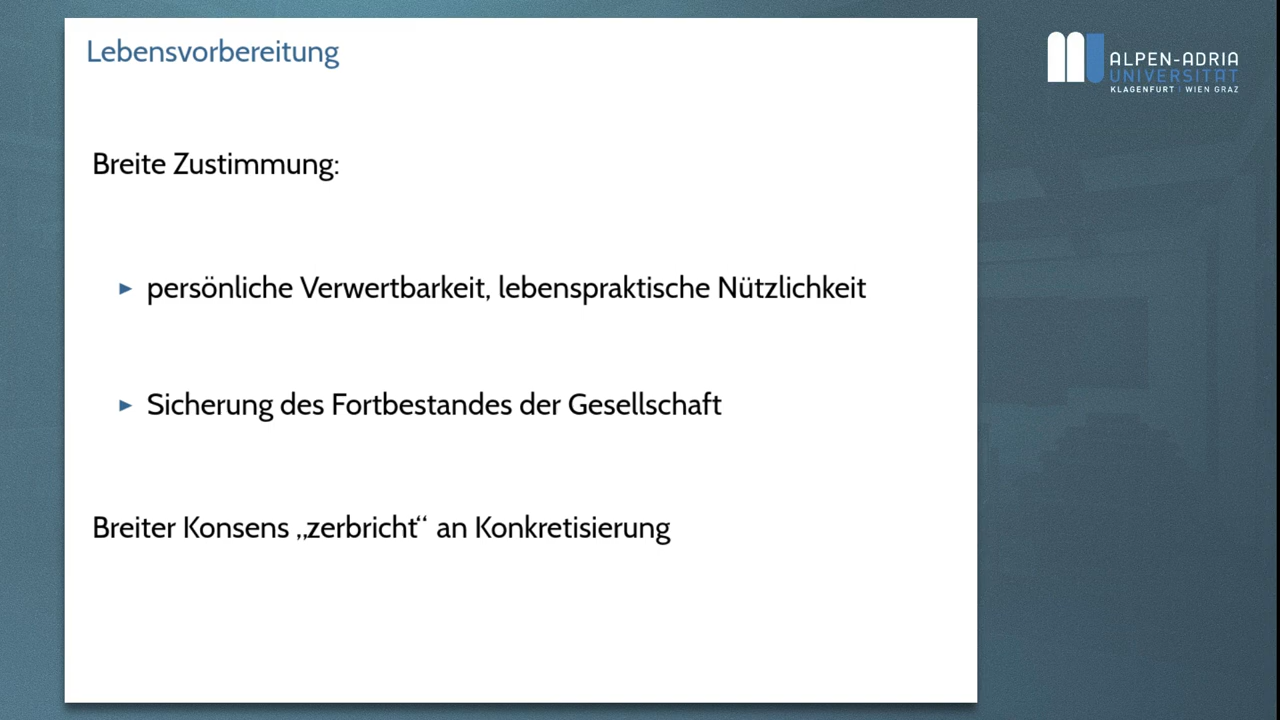 Lebensvorbereitung
ALPEN-ADRIA
UNIVERSITÄT
KLAGENFURT | WIEN GRAZ
Breite Zustimmung:
► persönliche Verwertbarkeit, lebenspraktische Nützlichkeit
► Sicherung des Fortbestandes der Gesellschaft
Breiter Konsens „zerbricht“ an Konkretisierung